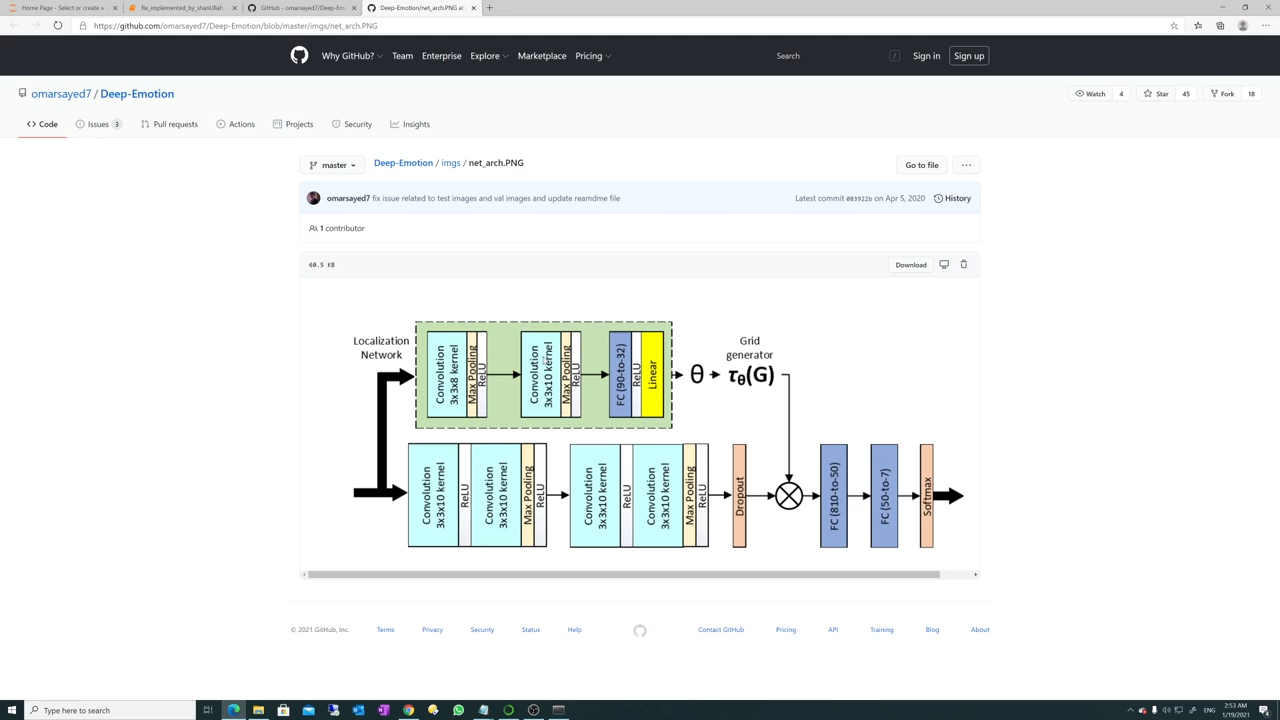 Home Page - Select or create a n
Re_implemented_by_shanUllah -
GitHub - omarsayed7/Deep-Emot
Deep-Emotion/net_arch.PNG at
https://github.com/omarsayed7/Deep-Emotion/blob/master/imgs/net_arch.PNG
Why GitHub? Team Enterprise Explore Marketplace Pricing Search / Sign in Sign up
omarsayed7 / Deep-Emotion
Watch 4 Star 45 Fork 18
Code Issues 3 Pull requests Actions Projects Security Insights
master Deep-Emotion / imgs / net_arch.PNG Go to file ...
omarsayed7 fix issue related to test images and val images and update reamdme file Latest commit 083922b on Apr 5, 2020 History
1 contributor
60.5 KB Download
Localization
Network
Convolution
3x3x8 kernel
Max Pooling
ReLU
Convolution
3x3x10 kernel
Max Pooling
ReLU
FC (90-to-32)
ReLU
Linear
θ
Grid
generator
τθ(G)
Convolution
3x3x10 kernel
ReLU
Convolution
3x3x10 kernel
Max Pooling
ReLU
Convolution
3x3x10 kernel
ReLU
Convolution
3x3x10 kernel
Max Pooling
ReLU
Dropout
FC (810-to-50)
FC (50-to-7)
Softmax
© 2021 GitHub, Inc. Terms Privacy Security Status Help Contact GitHub Pricing API Training Blog About
Type here to search
ENG
2:53 AM
1/19/2021